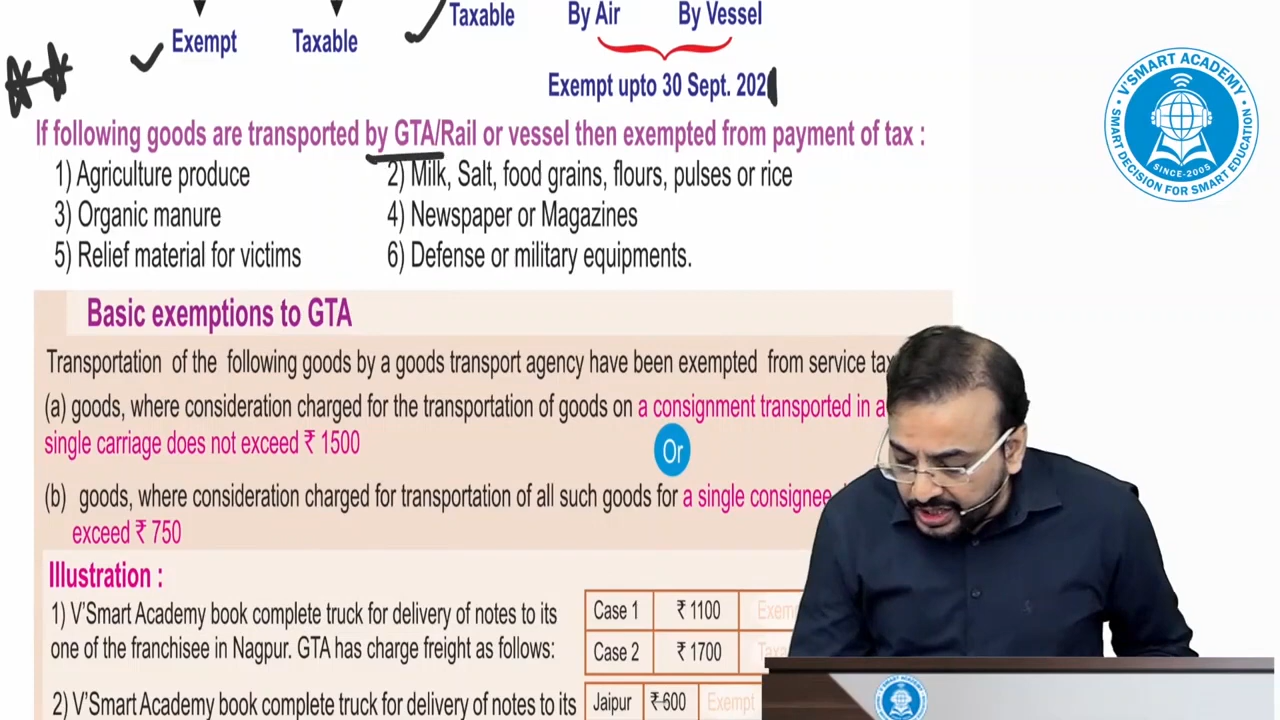 Taxable By Air By Vessel
Exempt Taxable
Exempt upto 30 Sept. 202
If following goods are transported by GTA/Rail or vessel then exempted from payment of tax :
1) Agriculture produce 2) Milk, Salt, food grains, flours, pulses or rice
3) Organic manure 4) Newspaper or Magazines
5) Relief material for victims 6) Defense or military equipments.
Basic exemptions to GTA
Transportation of the following goods by a goods transport agency have been exempted from service tax
(a) goods, where consideration charged for the transportation of goods on a consignment transported in a
single carriage does not exceed ₹ 1500
Or
(b) goods, where consideration charged for transportation of all such goods for a single consignee
exceed ₹ 750
Illustration :
1) V'Smart Academy book complete truck for delivery of notes to its
one of the franchisee in Nagpur. GTA has charge freight as follows:
Case 1 ₹ 1100
Case 2 ₹ 1700
2) V'Smart Academy book complete truck for delivery of notes to its
Jaipur ₹ 600 Exempt
V'SMART ACADEMY
SINCE-2005
SMART DECISION FOR SMART EDUCATION